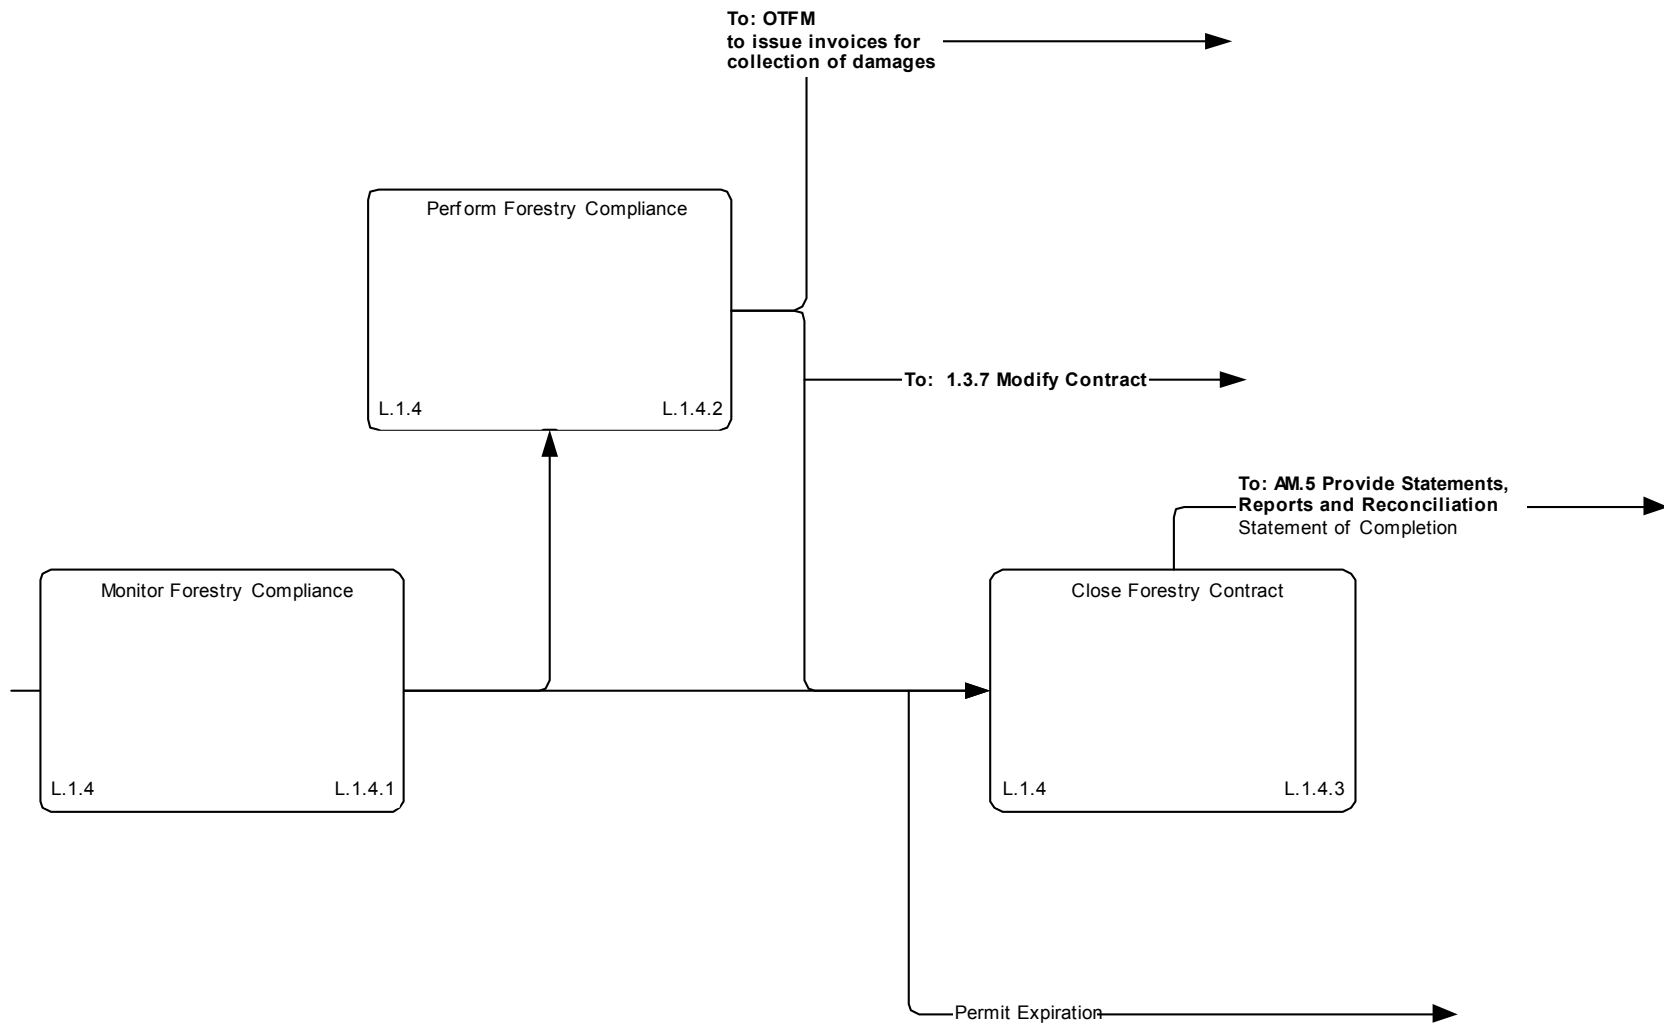 To: OTFM
to issue invoices for
collection of damages
Perform Forestry Compliance
L.1.4 L.1.4.2
To: 1.3.7 Modify Contract
To: AM.5 Provide Statements,
Reports and Reconciliation
Statement of Completion
Monitor Forestry Compliance
L.1.4 L.1.4.1
Close Forestry Contract
L.1.4 L.1.4.3
Permit Expiration